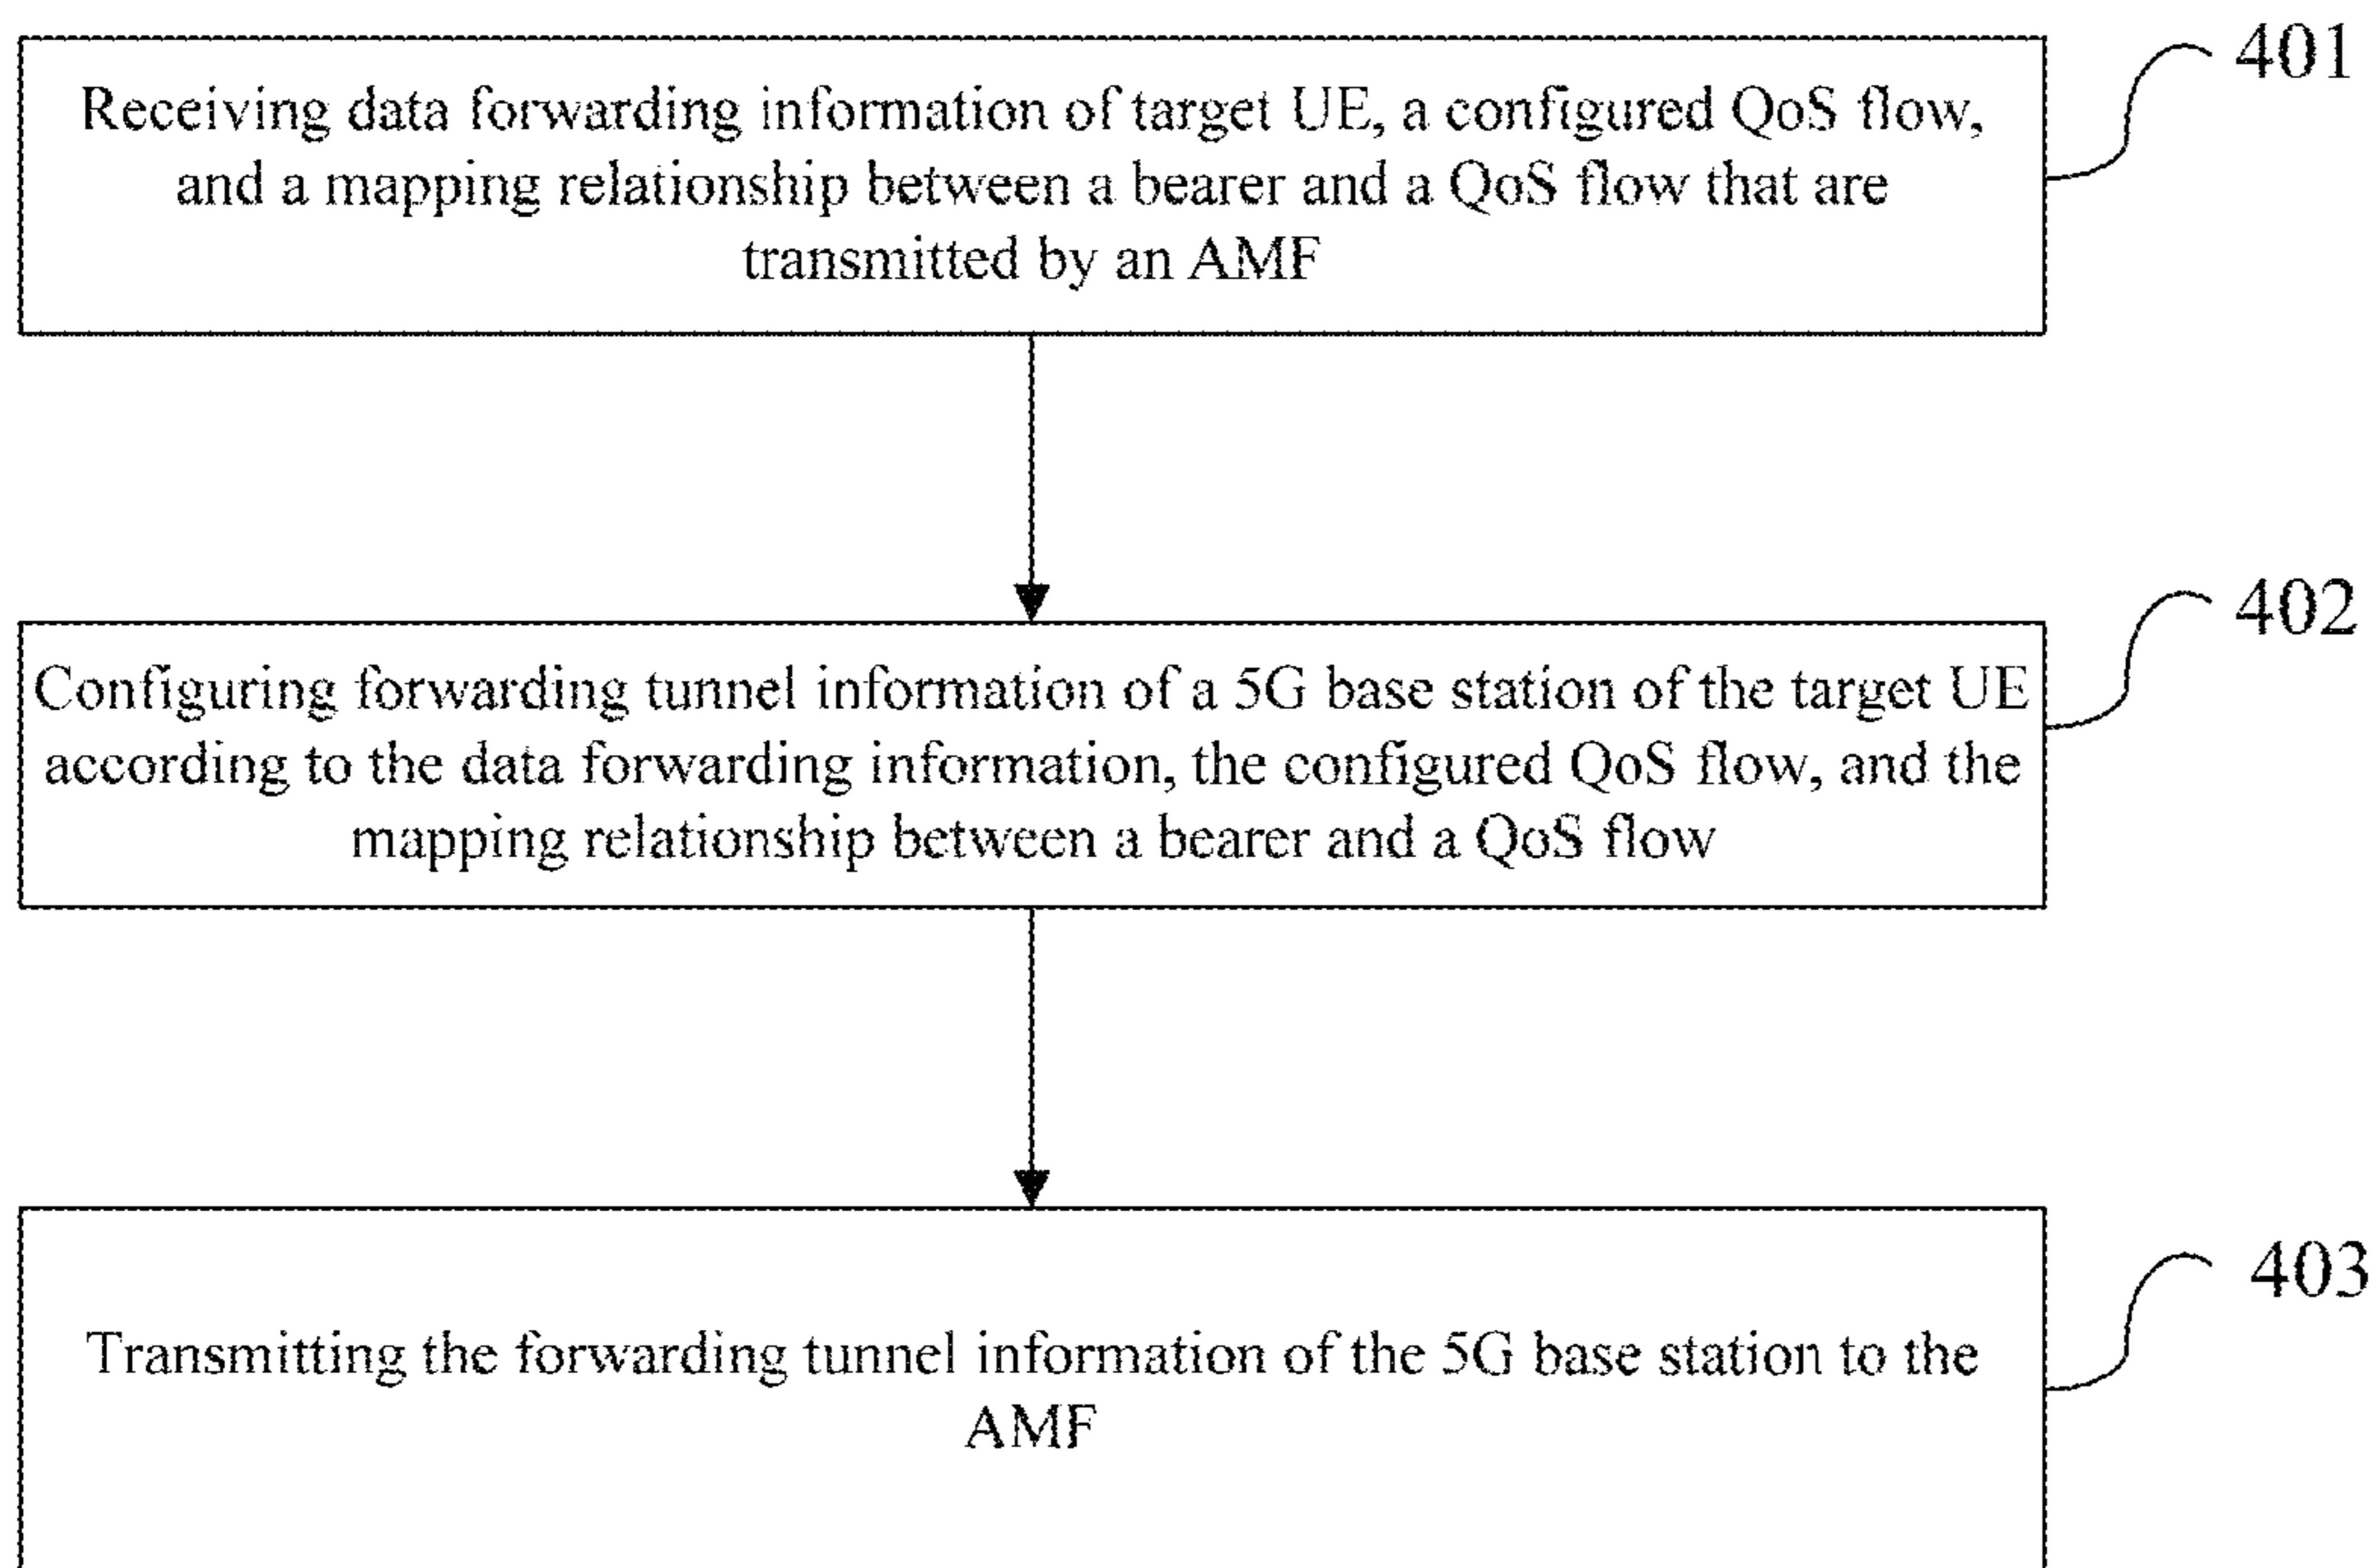 401
Receiving data forwarding information of target UE, a configured QoS flow,
and a mapping relationship between a bearer and a QoS flow that are
transmitted by an AMF
402
Configuring forwarding tunnel information of a 5G base station of the target UE
according to the data forwarding information, the configured QoS flow, and the
mapping relationship between a bearer and a QoS flow
403
Transmitting the forwarding tunnel information of the 5G base station to the
AMF